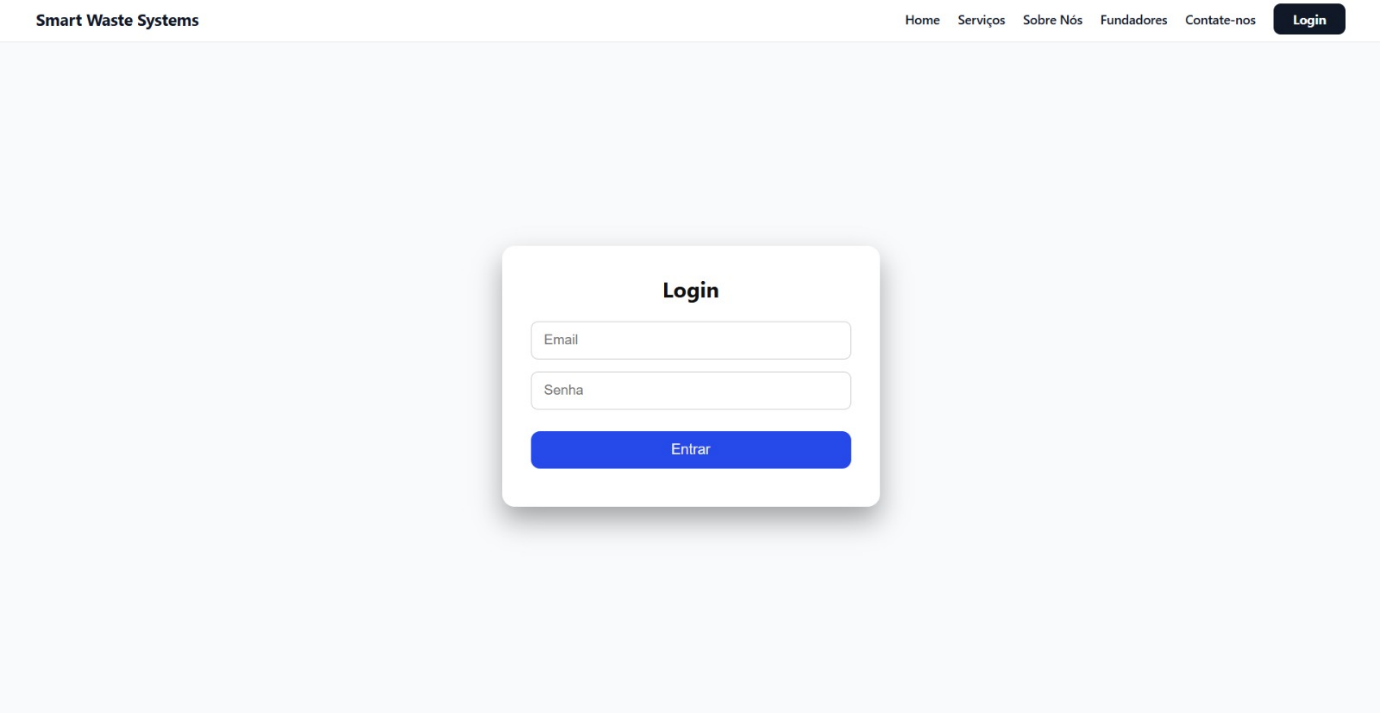 Smart Waste Systems
Home Serviços Sobre Nós Fundadores Contate-nos Login
Login
Email
Senha
Entrar